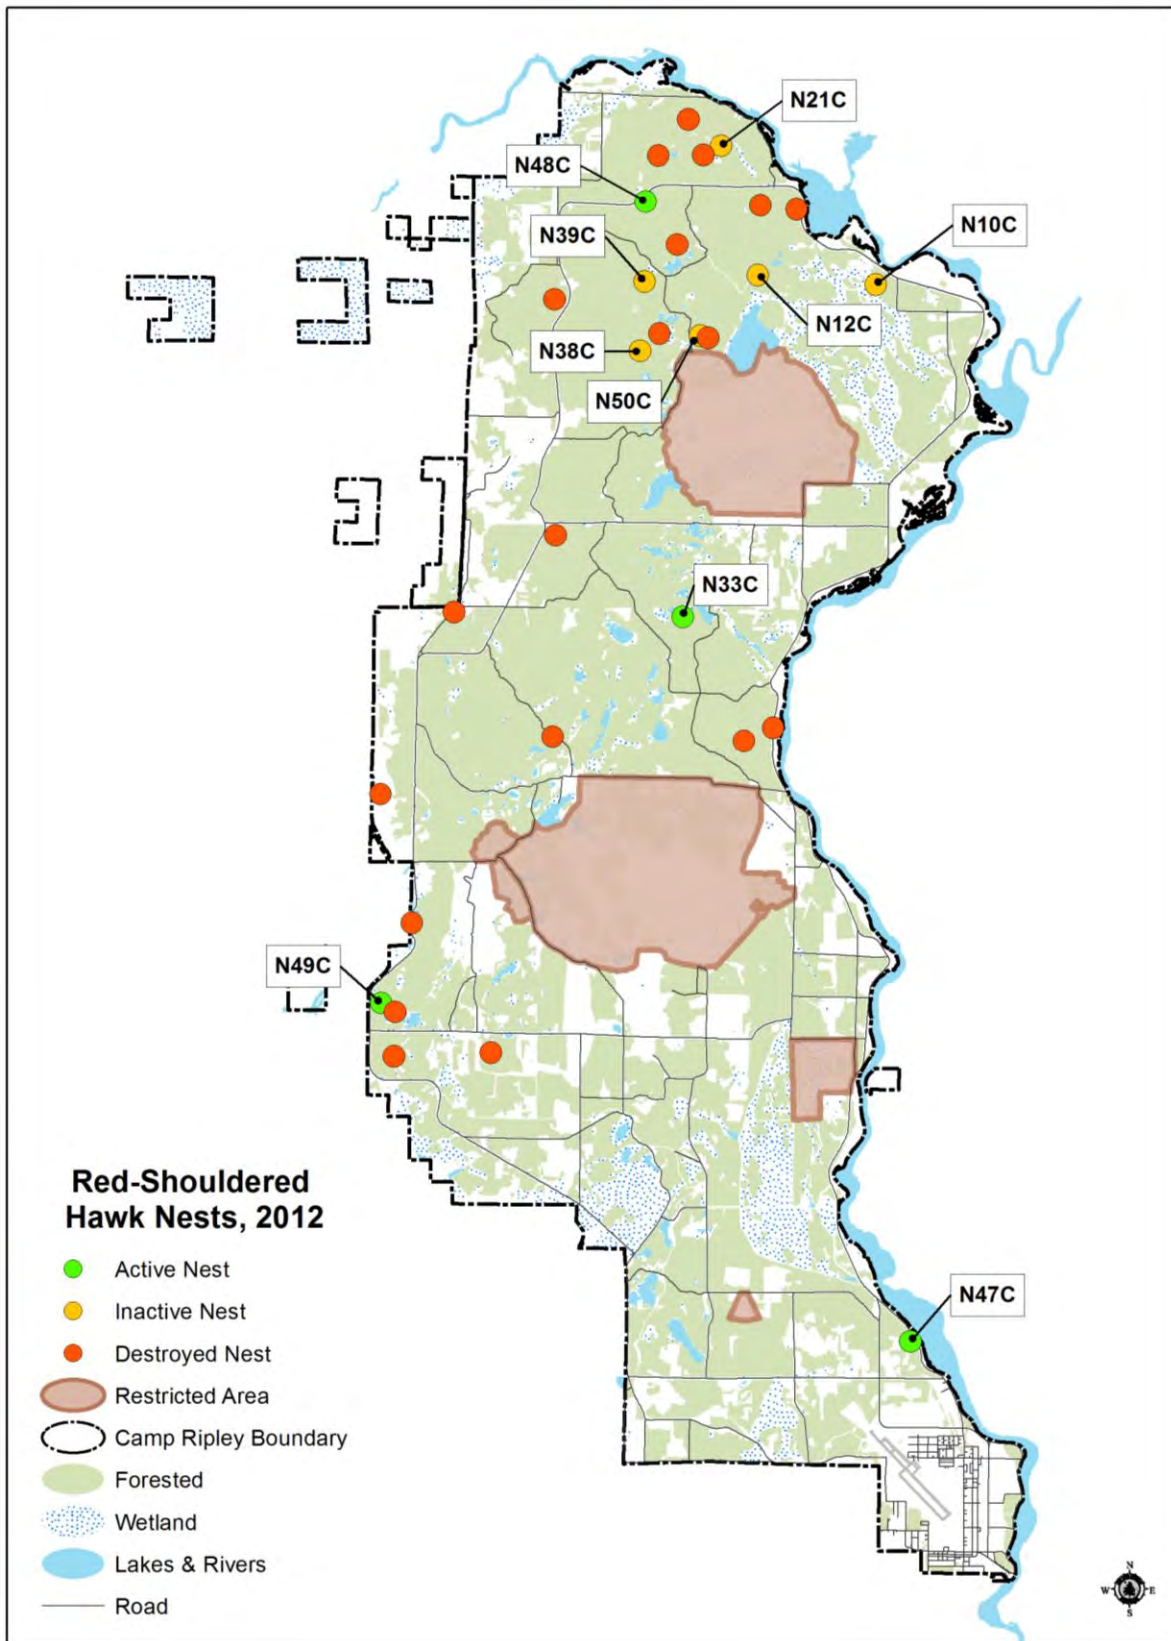 N21C
N48C
N10C
N39C
N12C
N38C
N50C
N33C
N49C
N47C
Red-Shouldered
Hawk Nests, 2012
Active Nest
Inactive Nest
Destroyed Nest
Restricted Area
Camp Ripley Boundary
Forested
Wetland
Lakes & Rivers
Road
N
W E
S